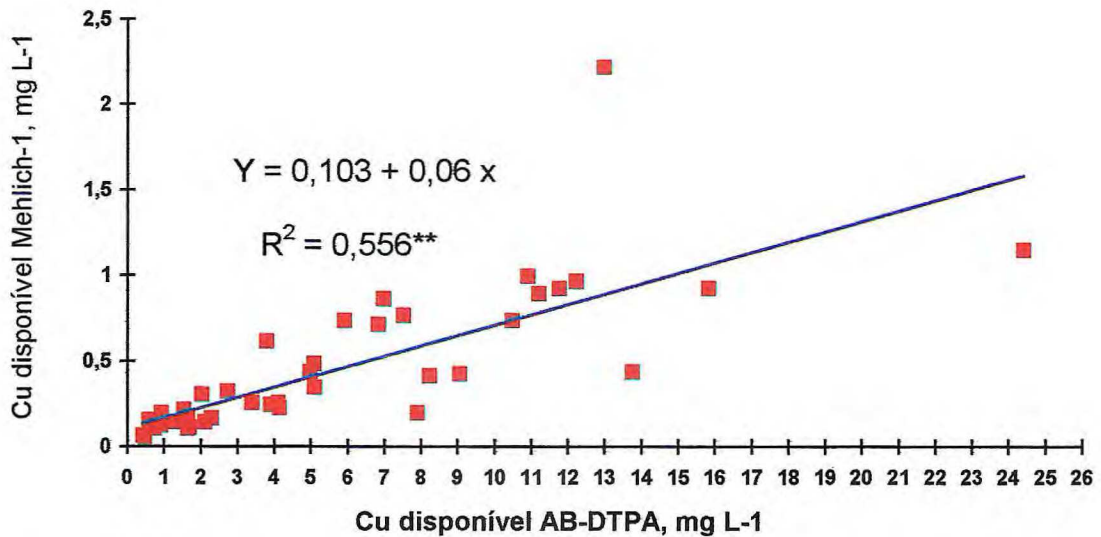 Cu disponível Mehlich-1, mg L-1
2,5
2
1,5
1
0,5
0
Y = 0,103 + 0,06 x
R² = 0,556**
0 1 2 3 4 5 6 7 8 9 10 11 12 13 14 15 16 17 18 19 20 21 22 23 24 25 26
Cu disponível AB-DTPA, mg L-1